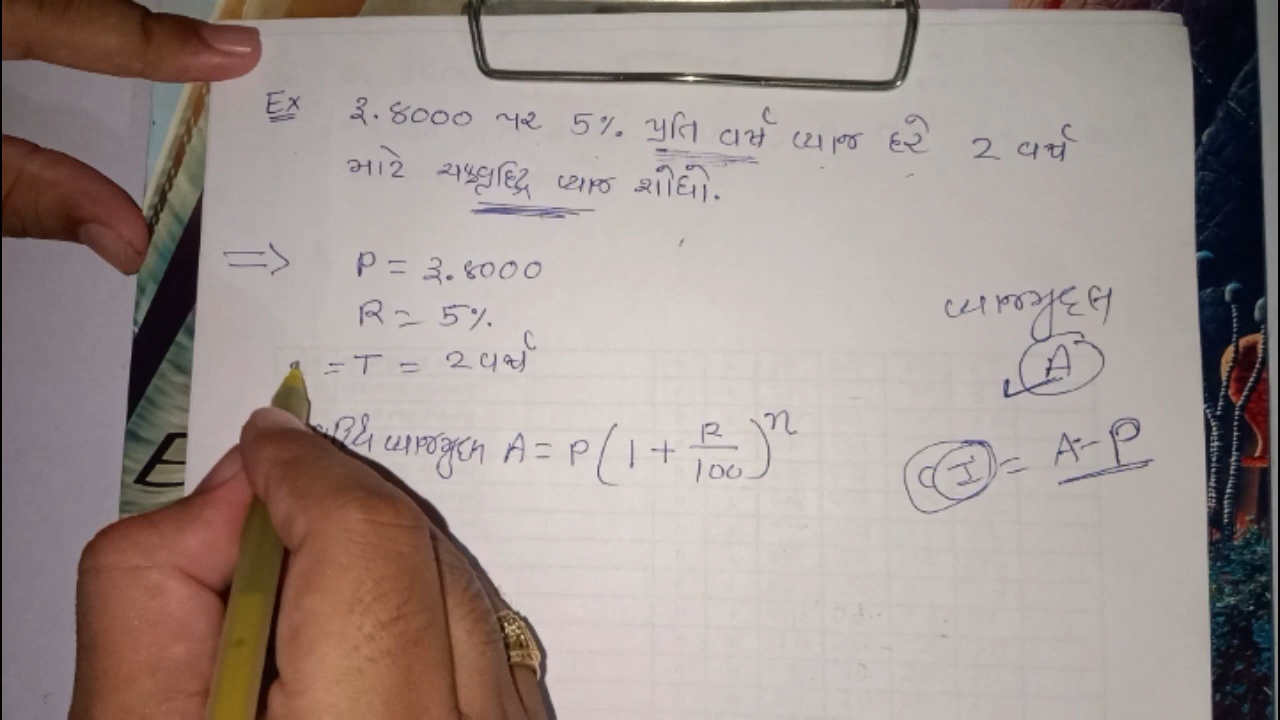 Ex રૂ.8000 પર 5% પ્રતિ વર્ષ વ્યાજ દરે 2 વર્ષ
માટે ચક્રવૃદ્ધિ વ્યાજ શોધો.
⇒ P = રૂ.8000
R = 5%
= T = 2 વર્ષ
વ્યાજમુદ્દલ A = P(1 + R/100)^n
વ્યાજમુદ્દલ
A
CI = A - P